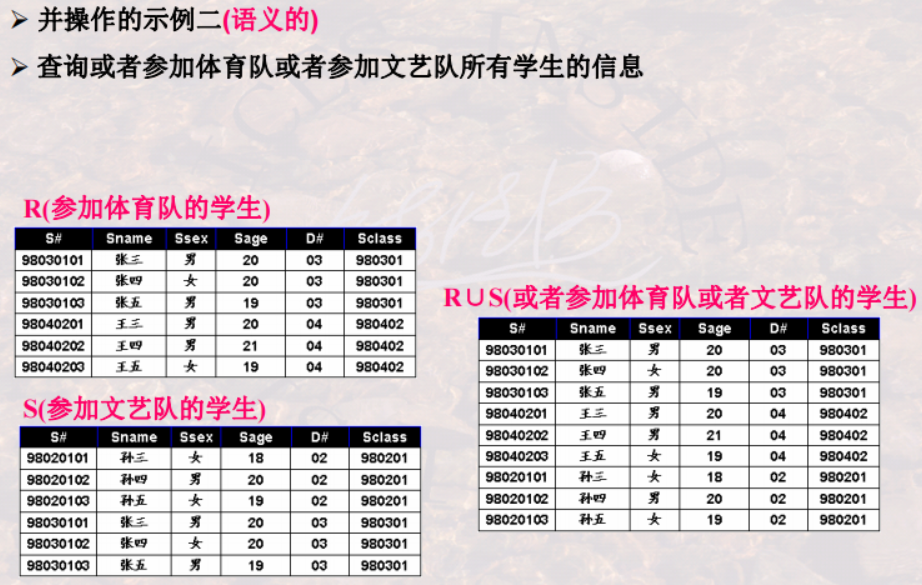 ➢ 并操作的示例二(语义的)
➢ 查询或者参加体育队或者参加文艺队所有学生的信息
R(参加体育队的学生)
S# Sname Ssex Sage D# Sclass
98030101 张三 男 20 03 980301
98030102 张四 女 20 03 980301
98030103 张五 男 19 03 980301
98040201 王三 男 20 04 980402
98040202 王四 男 21 04 980402
98040203 王五 女 19 04 980402
S(参加文艺队的学生)
S# Sname Ssex Sage D# Sclass
98020101 孙三 女 18 02 980201
98020102 孙四 男 20 02 980201
98020103 孙五 女 19 02 980201
98030101 张三 男 20 03 980301
98030102 张四 女 20 03 980301
98030103 张五 男 19 03 980301
R∪S(或者参加体育队或者文艺队的学生)
S# Sname Ssex Sage D# Sclass
98030101 张三 男 20 03 980301
98030102 张四 女 20 03 980301
98030103 张五 男 19 03 980301
98040201 王三 男 20 04 980402
98040202 王四 男 21 04 980402
98040203 王五 女 19 04 980402
98020101 孙三 女 18 02 980201
98020102 孙四 男 20 02 980201
98020103 孙五 女 19 02 980201